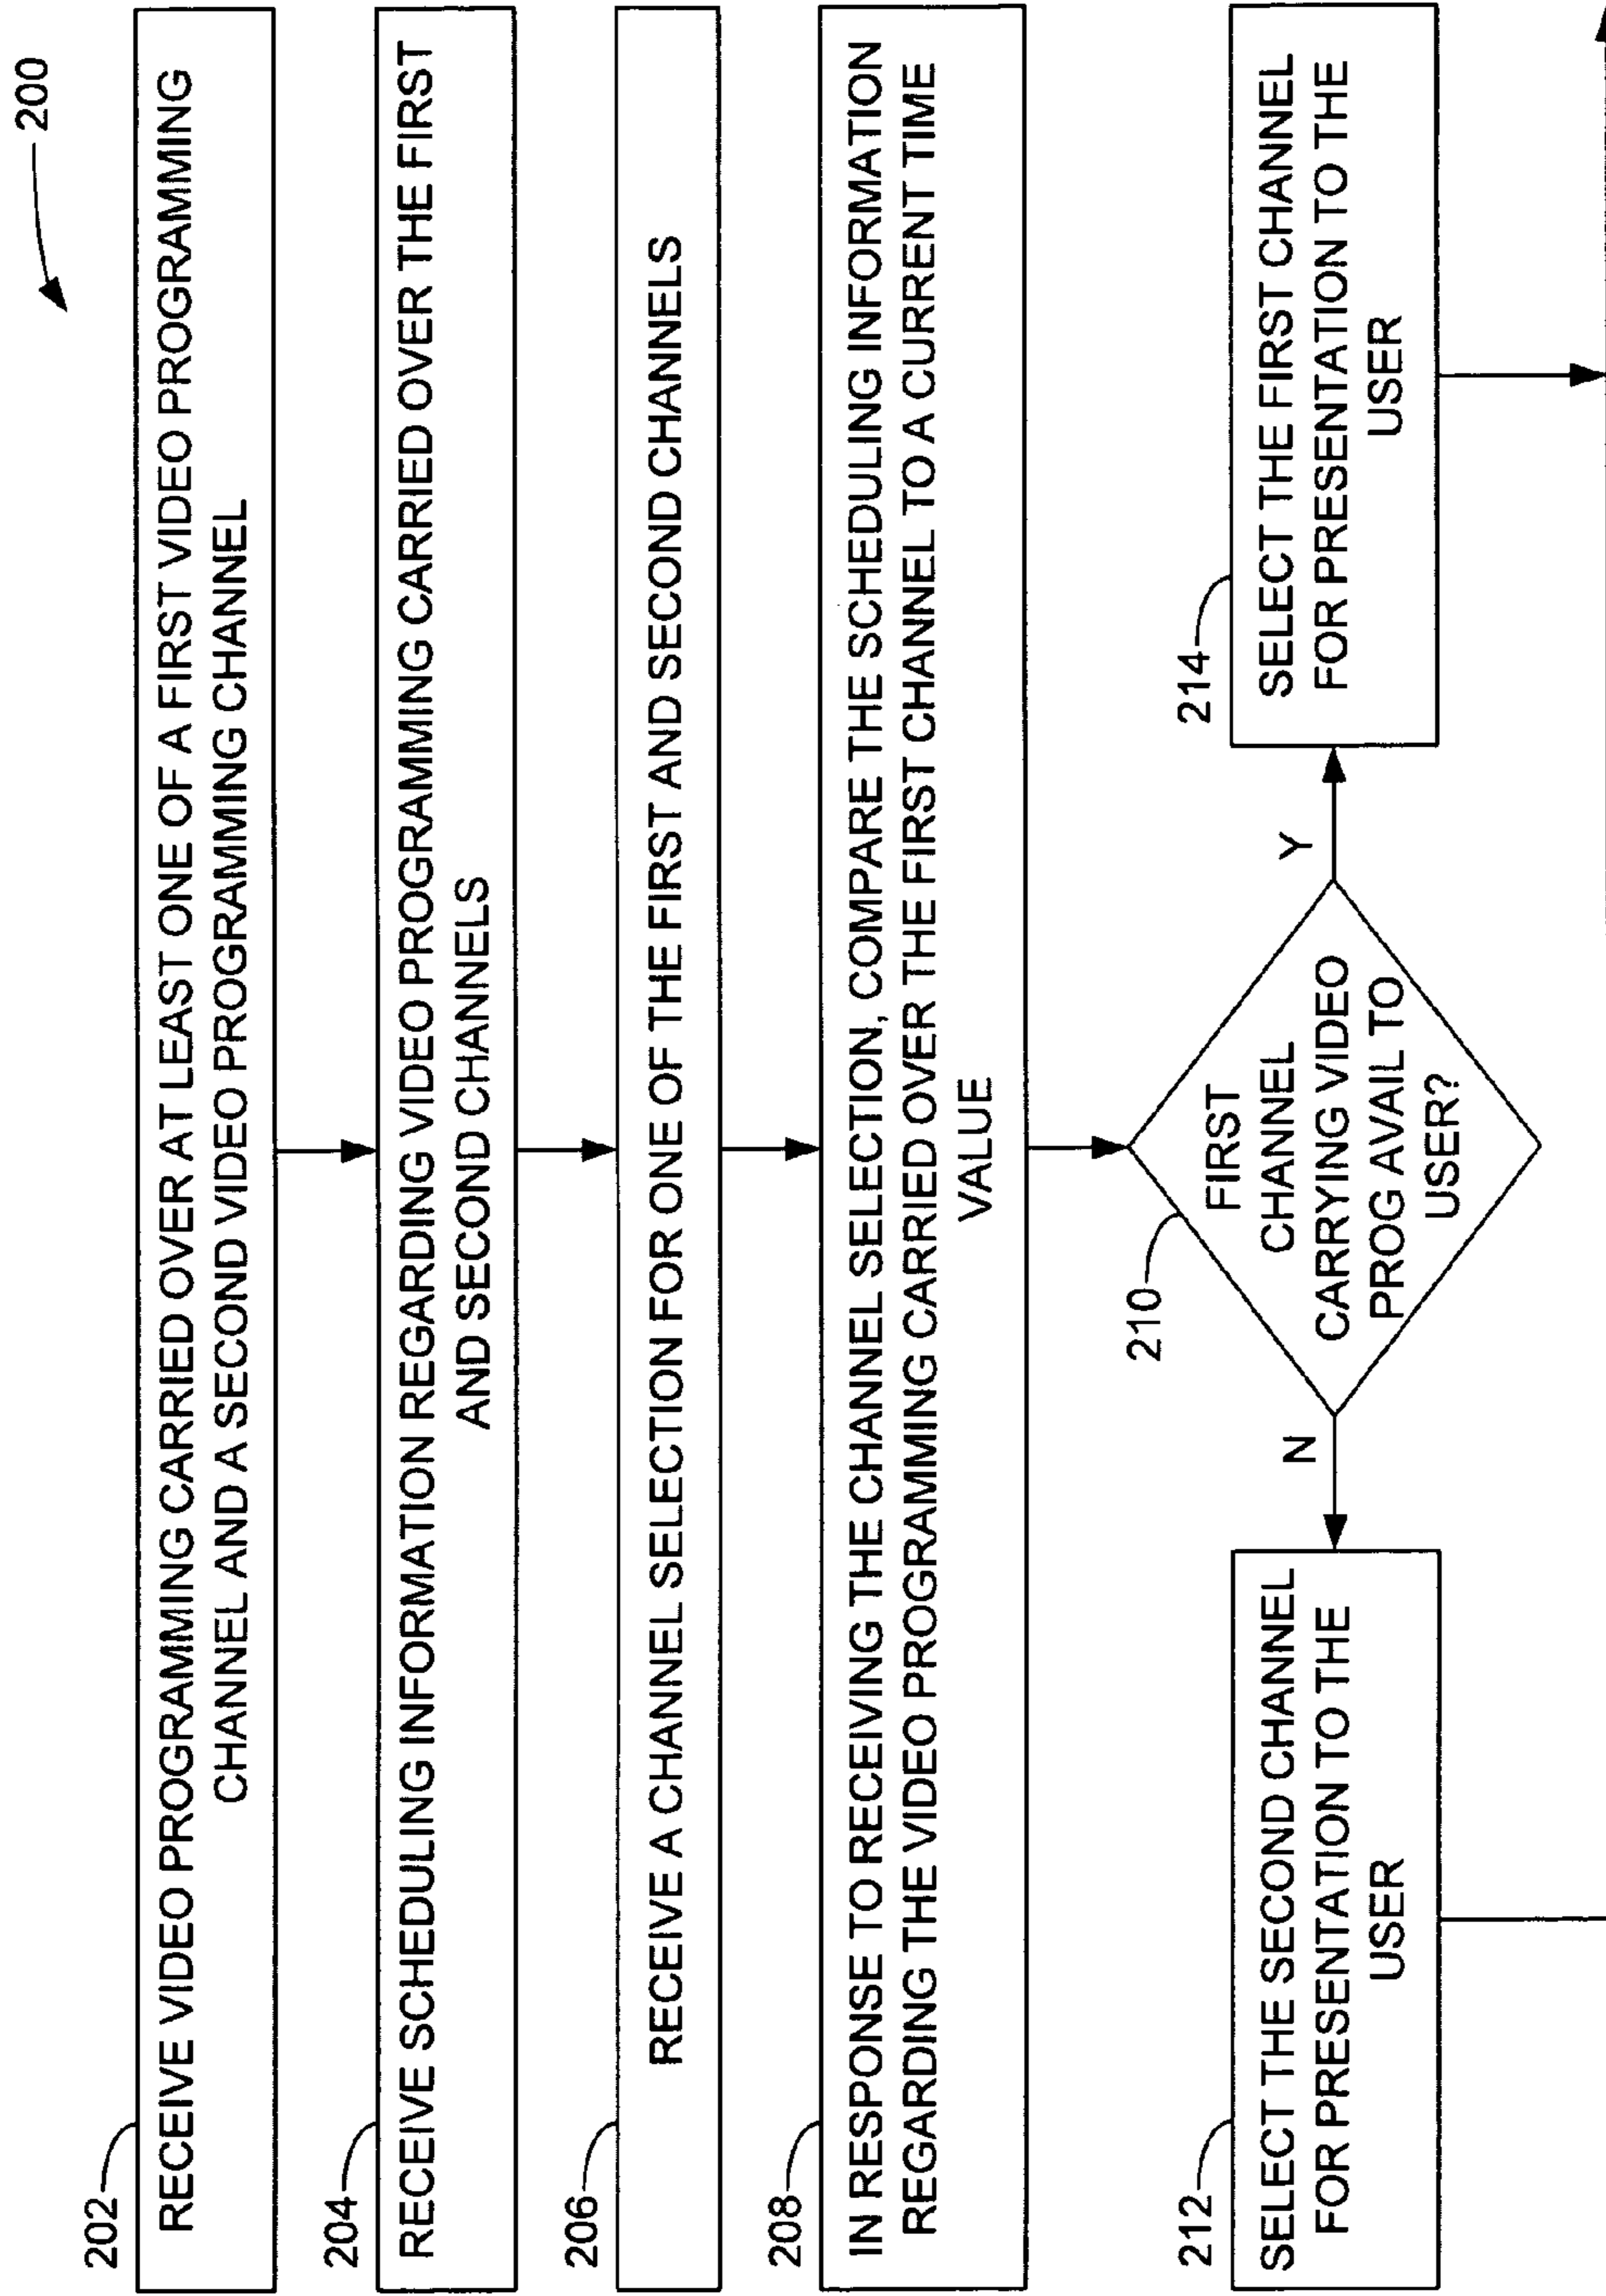 200
202
RECEIVE VIDEO PROGRAMMING CARRIED OVER AT LEAST ONE OF A FIRST VIDEO PROGRAMMING
CHANNEL AND A SECOND VIDEO PROGRAMMING CHANNEL
204
RECEIVE SCHEDULING INFORMATION REGARDING VIDEO PROGRAMMING CARRIED OVER THE FIRST
AND SECOND CHANNELS
206
RECEIVE A CHANNEL SELECTION FOR ONE OF THE FIRST AND SECOND CHANNELS
208
IN RESPONSE TO RECEIVING THE CHANNEL SELECTION, COMPARE THE SCHEDULING INFORMATION
REGARDING THE VIDEO PROGRAMMING CARRIED OVER THE FIRST CHANNEL TO A CURRENT TIME
VALUE
210
FIRST
CHANNEL
CARRYING VIDEO
PROG AVAIL TO
USER?
N
Y
212
SELECT THE SECOND CHANNEL
FOR PRESENTATION TO THE
USER
214
SELECT THE FIRST CHANNEL
FOR PRESENTATION TO THE
USER